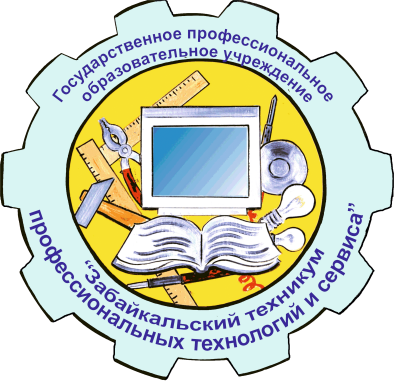 Государственное профессиональное
образовательное учреждение
“Забайкальский техникум
профессиональных технологий и сервиса”